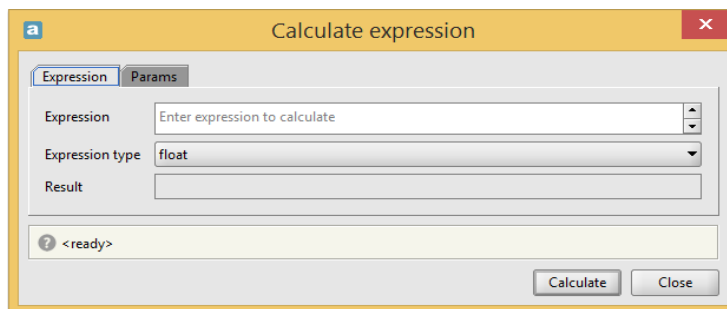 a Calculate expression x
Expression Params
Expression Enter expression to calculate
Expression type float
Result
? <ready>
Calculate Close